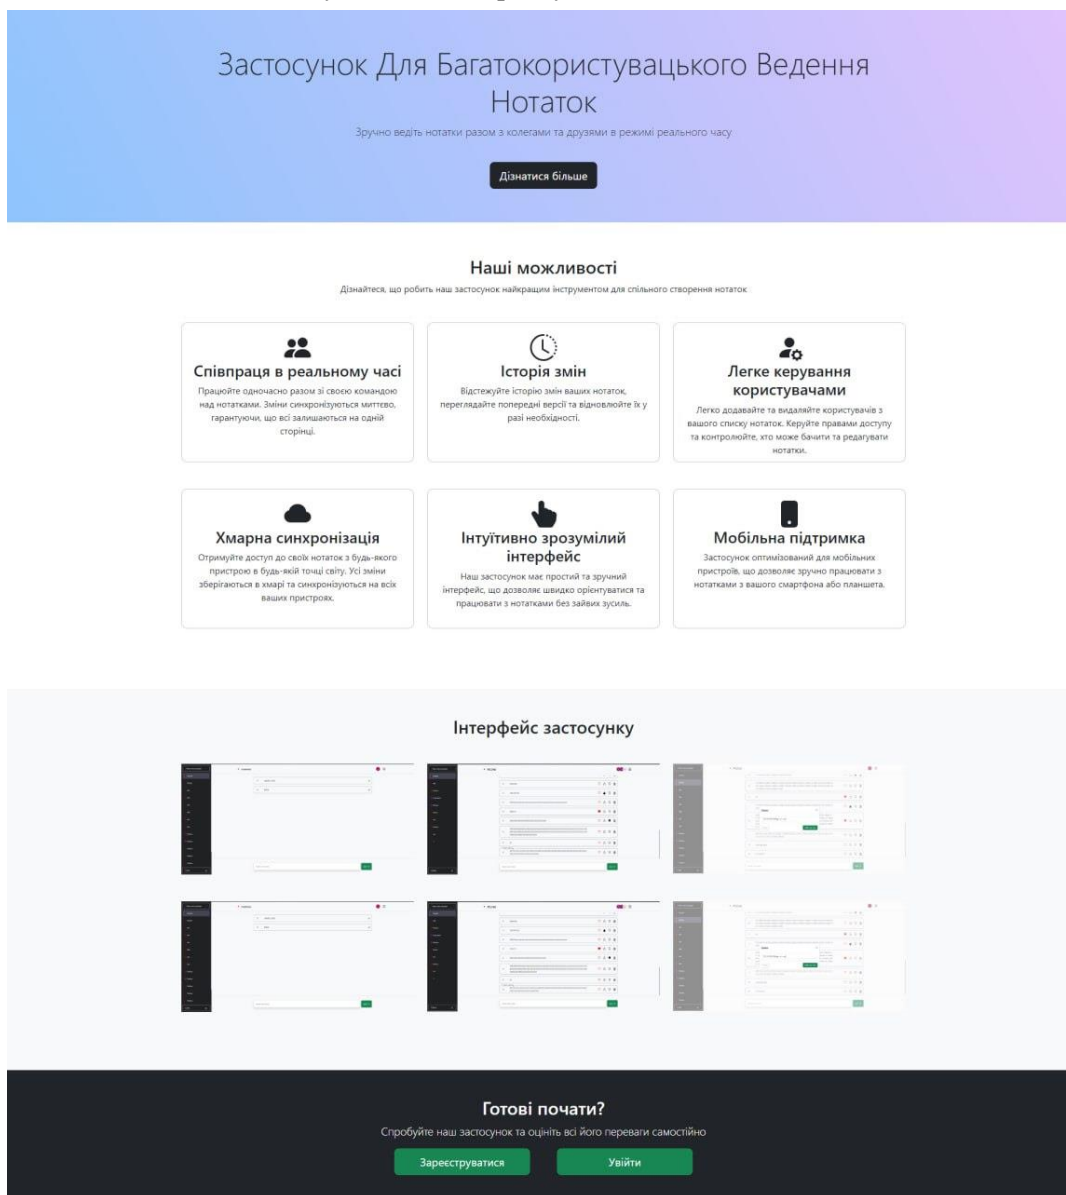 Застосунок Для Багатокористувацького Ведення
Нотаток
Зручно ведіть нотатки разом з колегами та друзями в режимі реального часу
Дізнатися більше
Наші можливості
Дізнайтеся, що робить наш застосунок найкращим інструментом для спільного створення нотаток
Співпраця в реальному часі
Працюйте одночасно разом зі своєю командою
над нотатками. Зміни синхронізуються миттєво,
гарантуючи, що всі залишаються на одній
сторінці.
Історія змін
Відстежуйте історію змін ваших нотаток,
переглядайте попередні версії та відновлюйте їх у
разі необхідності.
Легке керування
користувачами
Легко додавайте та видаляйте користувачів з
вашого списку нотаток. Керуйте правами доступу
та контролюйте, хто може бачити та редагувати
нотатки.
Хмарна синхронізація
Отримуйте доступ до своїх нотаток з будь-якого
пристрою в будь-якій точці світу. Усі зміни
зберігаються в хмарі та синхронізуються на всіх
ваших пристроях.
Інтуїтивно зрозумілий
інтерфейс
Наш застосунок має простий та зручний
інтерфейс, що дозволяє швидко орієнтуватися та
працювати з нотатками без зайвих зусиль.
Мобільна підтримка
Застосунок оптимізований для мобільних
пристроїв, що дозволяє зручно працювати з
нотатками з вашого смартфона або планшета.
Інтерфейс застосунку
Готові почати?
Спробуйте наш застосунок та оцініть всі його переваги самостійно
Зареєструватися
Увійти